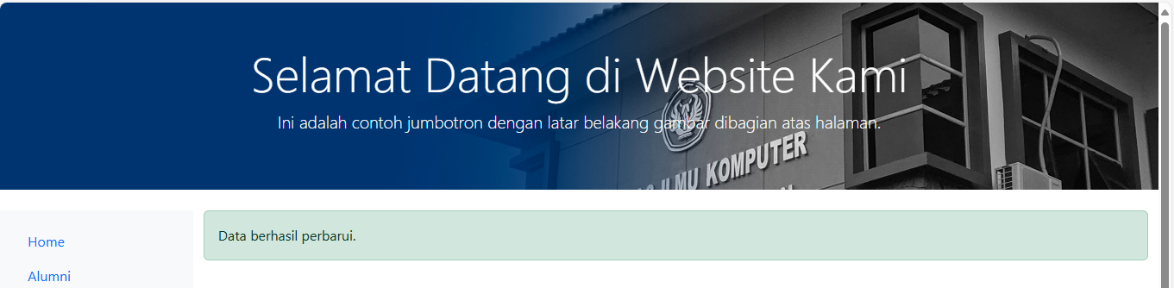 Selamat Datang di Website Kami
Ini adalah contoh jumbotron dengan latar belakang gambar dibagian atas halaman.
ILMU KOMPUTER
Home
Data berhasil perbarui.
Alumni